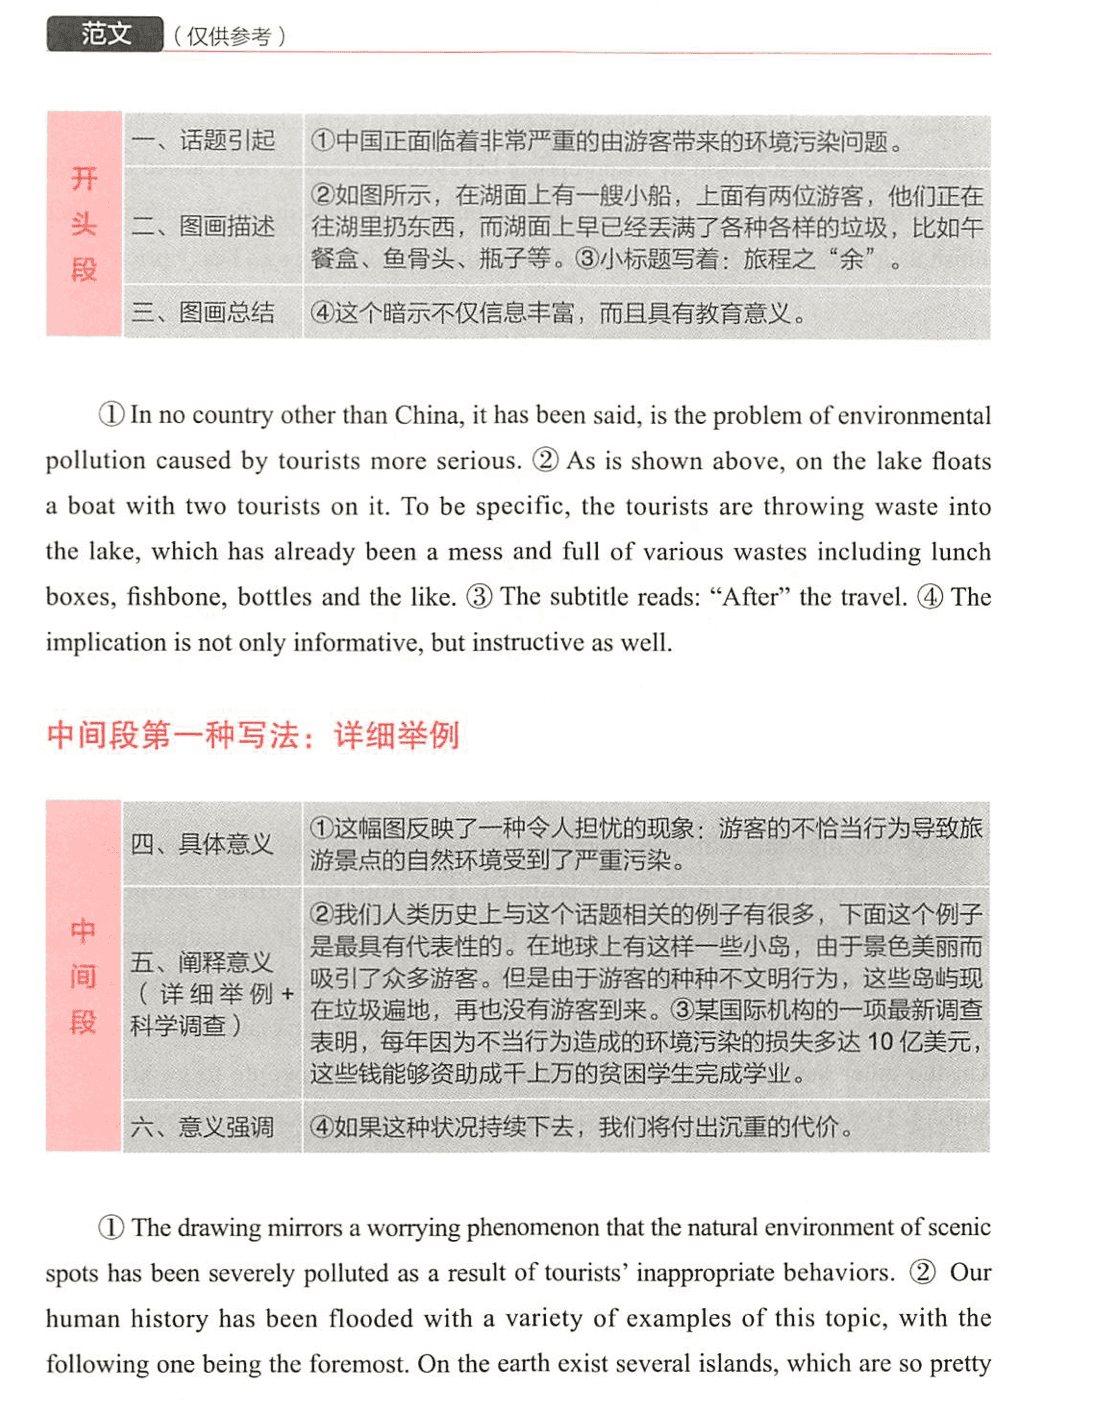 范文（仅供参考）
开头段
一、话题引起
①中国正面临着非常严重的由游客带来的环境污染问题。
二、图画描述
②如图所示，在湖面上有一艘小船，上面有两位游客，他们正在
往湖里扔东西，而湖面上早已经丢满了各种各样的垃圾，比如午
餐盒、鱼骨头、瓶子等。③小标题写着：旅程之“余”。
三、图画总结
④这个暗示不仅信息丰富，而且具有教育意义。
① In no country other than China, it has been said, is the problem of environmental
pollution caused by tourists more serious. ② As is shown above, on the lake floats
a boat with two tourists on it. To be specific, the tourists are throwing waste into
the lake, which has already been a mess and full of various wastes including lunch
boxes, fishbone, bottles and the like. ③ The subtitle reads: “After” the travel. ④ The
implication is not only informative, but instructive as well.
中间段第一种写法：详细举例
中间段
四、具体意义
①这幅图反映了一种令人担忧的现象：游客的不恰当行为导致旅
游景点的自然环境受到了严重污染。
五、阐释意义
（详细举例+
科学调查）
②我们人类历史上与这个话题相关的例子有很多，下面这个例子
是最具有代表性的。在地球上有这样一些小岛，由于景色美丽而
吸引了众多游客。但是由于游客的种种不文明行为，这些岛屿现
在垃圾遍地，再也没有游客到来。③某国际机构的一项最新调查
表明，每年因为不当行为造成的环境污染的损失多达 10 亿美元，
这些钱能够资助成千上万的贫困学生完成学业。
六、意义强调
④如果这种状况持续下去，我们将付出沉重的代价。
① The drawing mirrors a worrying phenomenon that the natural environment of scenic
spots has been severely polluted as a result of tourists’ inappropriate behaviors. ② Our
human history has been flooded with a variety of examples of this topic, with the
following one being the foremost. On the earth exist several islands, which are so pretty